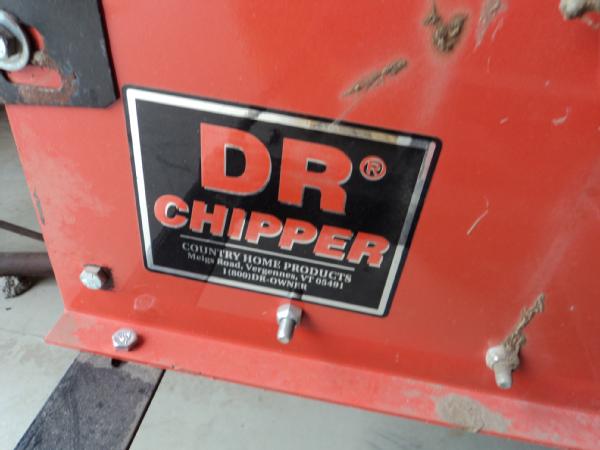 DR®
CHIPPER
COUNTRY HOME PRODUCTS
Meigs Road, Vergennes, VT 05491
1(800)DR-OWNER